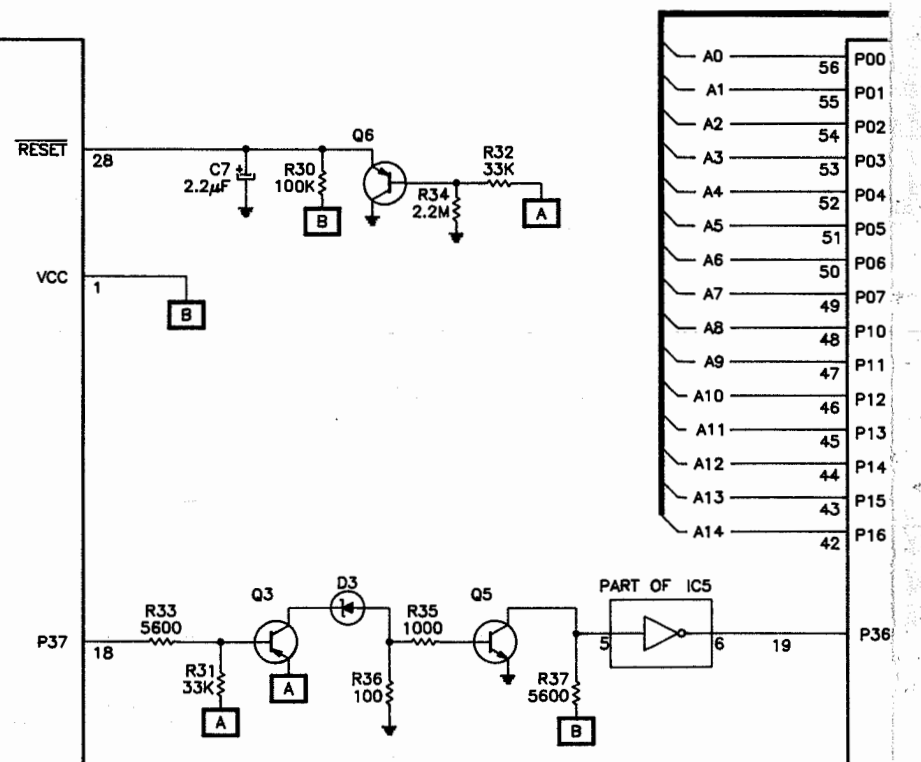 RESET
28
C7
2.2µF
+
R30
100K
B
Q6
R34
2.2M
R32
33K
A
VCC
1
B
A0
56
P00
A1
55
P01
A2
54
P02
A3
53
P03
A4
52
P04
A5
51
P05
A6
50
P06
A7
49
P07
A8
48
P10
A9
47
P11
A10
46
P12
A11
45
P13
A12
44
P14
A13
43
P15
A14
42
P16
P37
18
R33
5600
R31
33K
A
Q3
A
D3
R36
100
R35
1000
Q5
R37
5600
B
PART OF IC5
5
6
19
P36